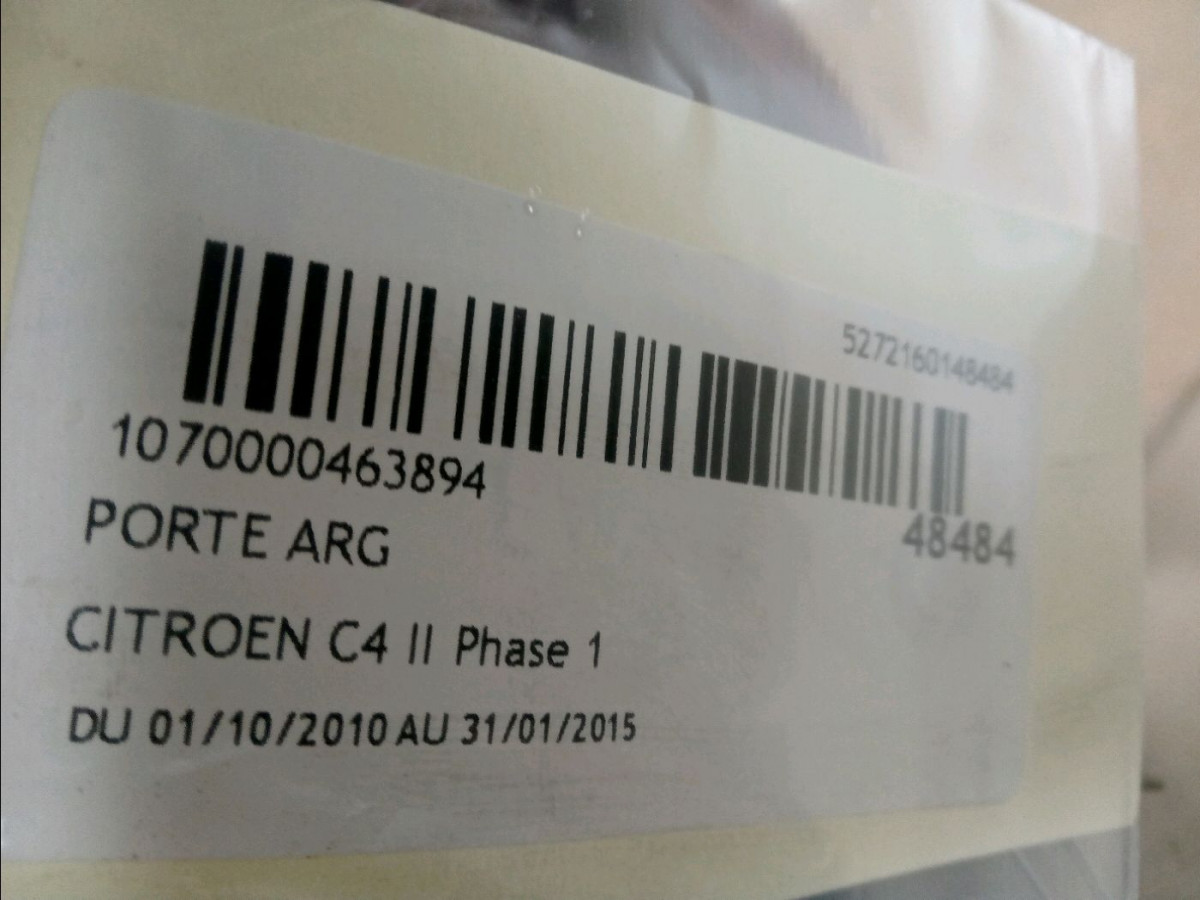 5272160148484
1070000463894
48484
PORTE ARG
CITROEN C4 II Phase 1
DU 01/10/2010 AU 31/01/2015